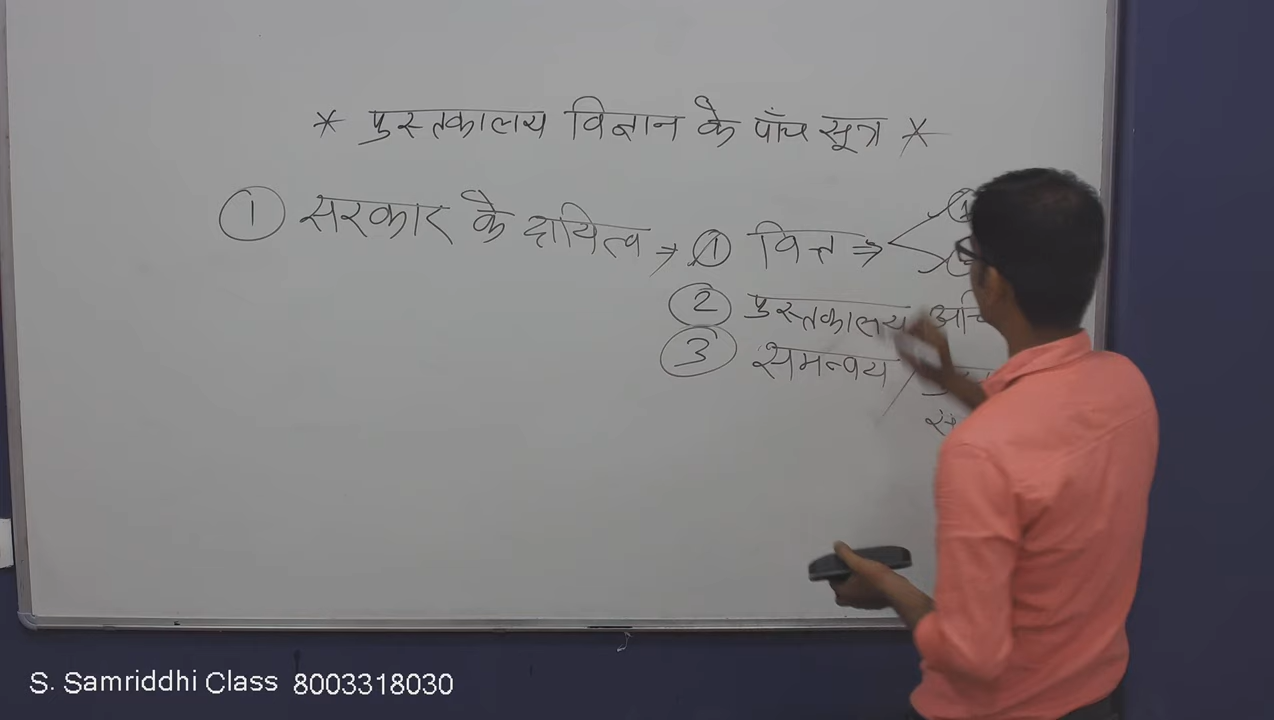 * पुस्तकालय विज्ञान के पाँच सूत्र *
① सरकार के दायित्व → ① वित्त ⇒
② पुस्तकालय
③ समन्वय
S. Samriddhi Class 8003318030